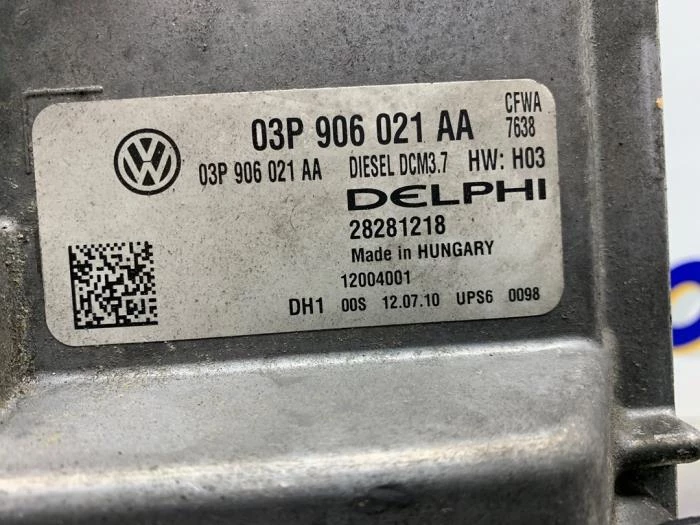 03P 906 021 AA CFWA
7638
03P 906 021 AA DIESEL DCM3.7 HW: H03
DELPHI
28281218
Made in HUNGARY
12004001
DH1 00S 12.07.10 UPS6 0098